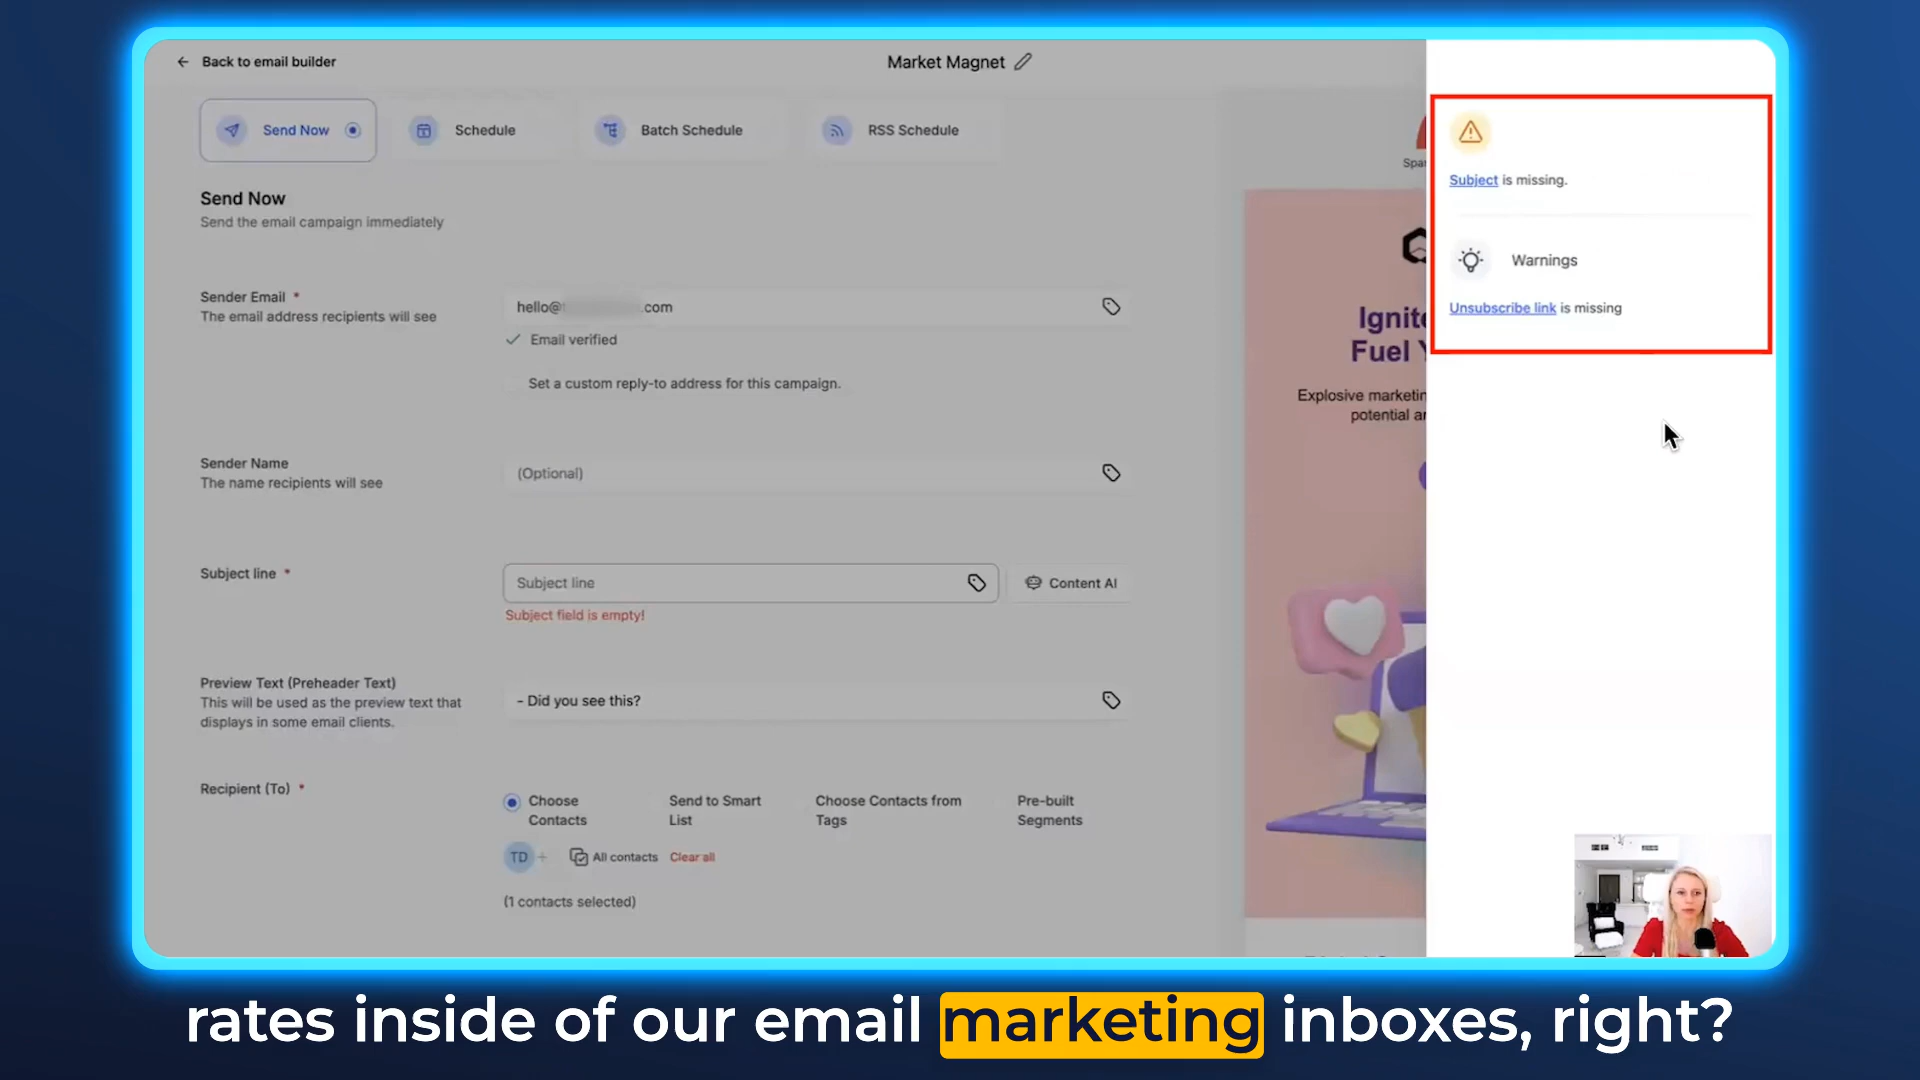 Back to email builder
Market Magnet
Send Now
Schedule
Batch Schedule
RSS Schedule
Send Now
Send the email campaign immediately
Sender Email *
The email address recipients will see
hello@
.com
Email verified
Set a custom reply-to address for this campaign.
Sender Name
The name recipients will see
(Optional)
Subject line *
Subject line
Content AI
Subject field is empty!
Preview Text (Preheader Text)
This will be used as the preview text that
displays in some email clients.
- Did you see this?
Recipient (To) *
Choose
Contacts
Send to Smart
List
Choose Contacts from
Tags
Pre-built
Segments
TD
+
All contacts
Clear all
(1 contacts selected)
Explosive marketin
potential
Fuel
Subject is missing.
Warnings
Unsubscribe link is missing
rates inside of our email marketing inboxes, right?